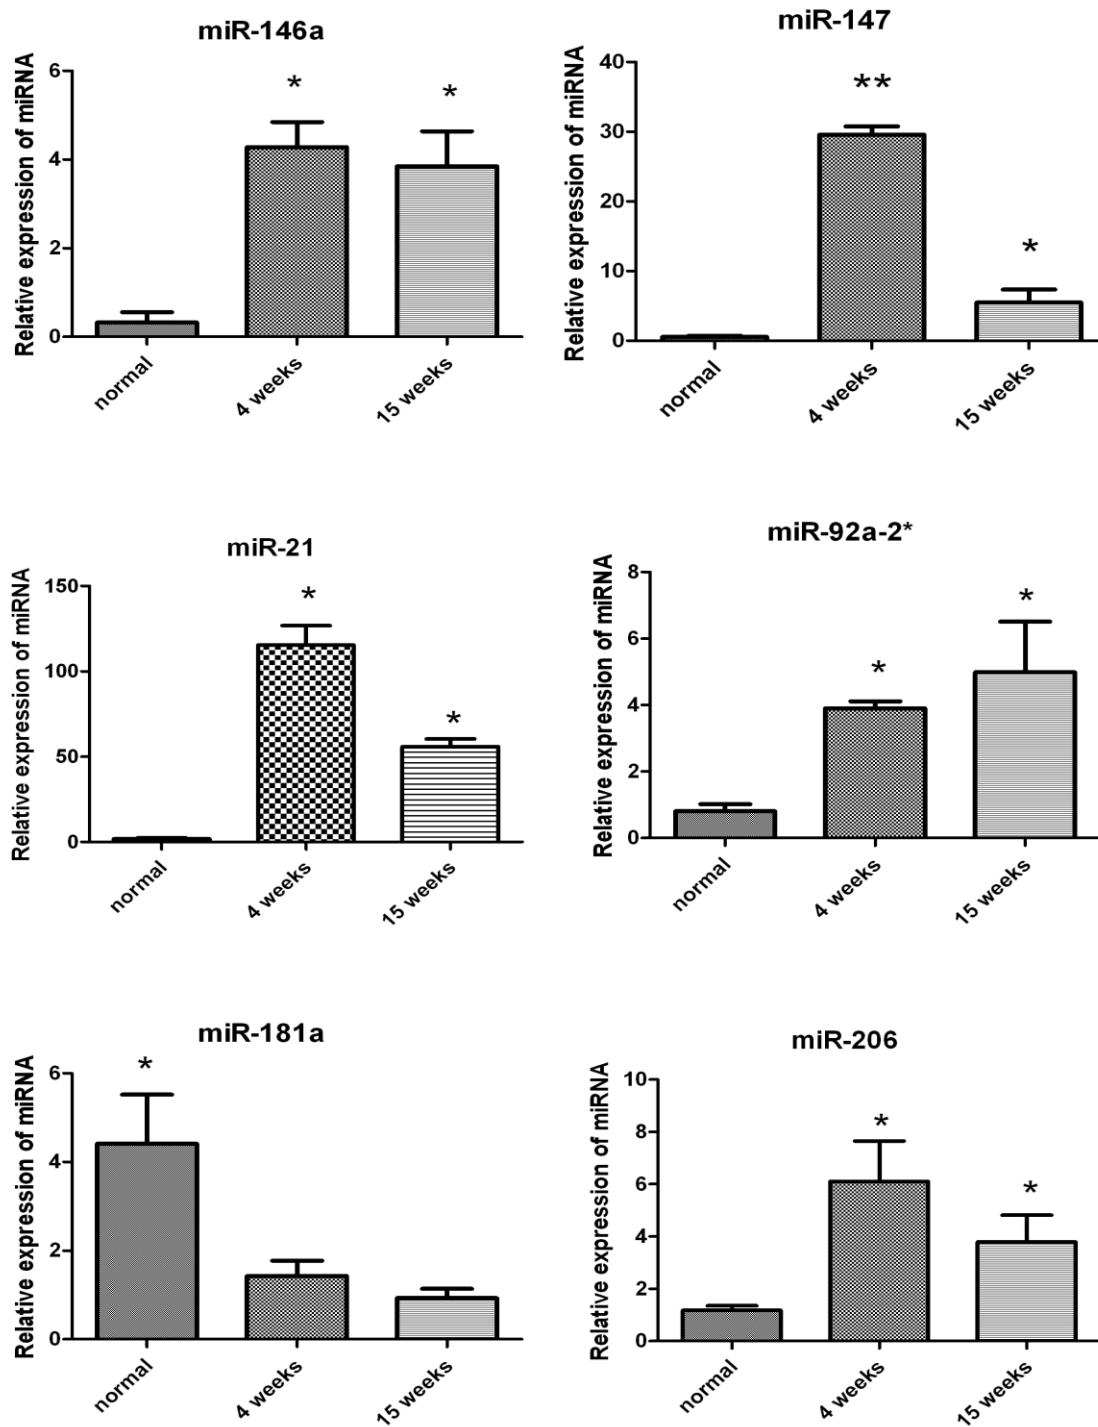 miR-146a
Relative expression of miRNA
6
4
2
0
*
*
normal
4 weeks
15 weeks
miR-147
Relative expression of miRNA
40
30
20
10
0
**
*
normal
4 weeks
15 weeks
miR-21
Relative expression of miRNA
150
100
50
0
*
*
normal
4 weeks
15 weeks
miR-92a-2*
Relative expression of miRNA
8
6
4
2
0
*
*
normal
4 weeks
15 weeks
miR-181a
Relative expression of miRNA
6
4
2
0
*
normal
4 weeks
15 weeks
miR-206
Relative expression of miRNA
10
8
6
4
2
0
*
*
normal
4 weeks
15 weeks